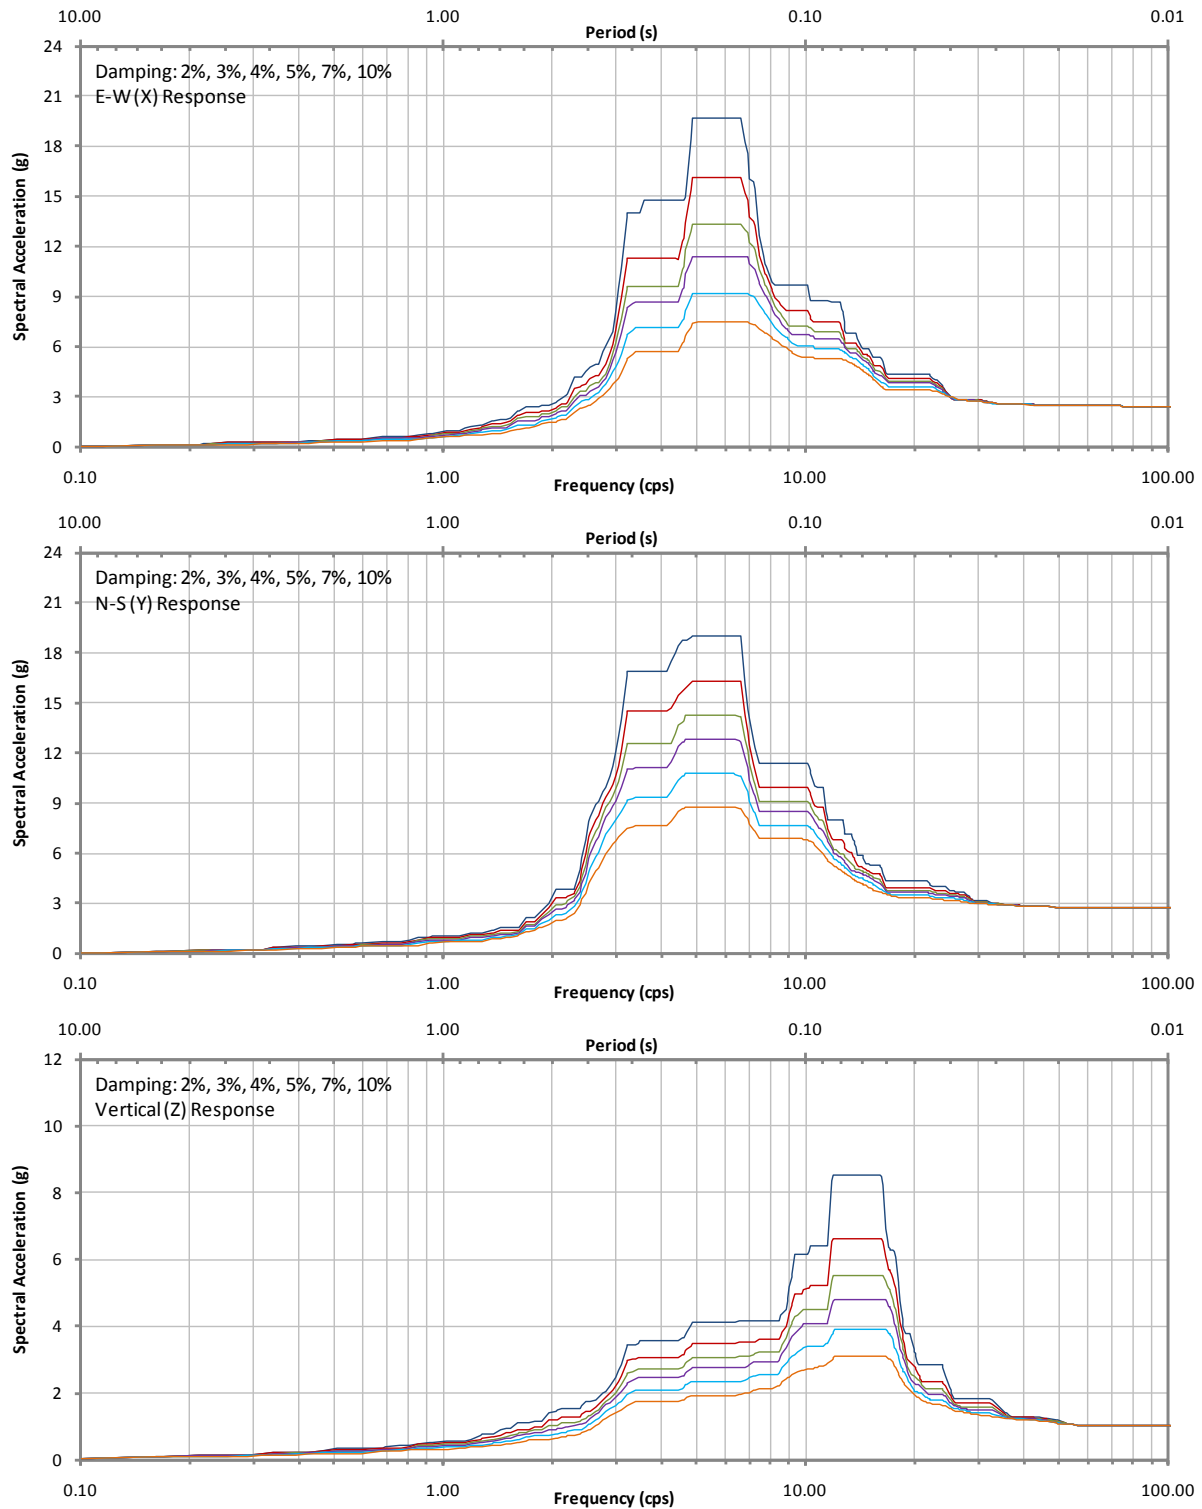 10.00 1.00 0.10 0.01
Period (s)
24
Damping: 2%, 3%, 4%, 5%, 7%, 10%
E-W (X) Response
21
18
15
12
9
6
3
0
Spectral Acceleration (g)
0.10 1.00 10.00 100.00
Frequency (cps)
10.00 1.00 0.10 0.01
Period (s)
24
Damping: 2%, 3%, 4%, 5%, 7%, 10%
N-S (Y) Response
21
18
15
12
9
6
3
0
Spectral Acceleration (g)
0.10 1.00 10.00 100.00
Frequency (cps)
10.00 1.00 0.10 0.01
Period (s)
12
Damping: 2%, 3%, 4%, 5%, 7%, 10%
Vertical (Z) Response
10
8
6
4
2
0
Spectral Acceleration (g)
0.10 1.00 10.00 100.00
Frequency (cps)